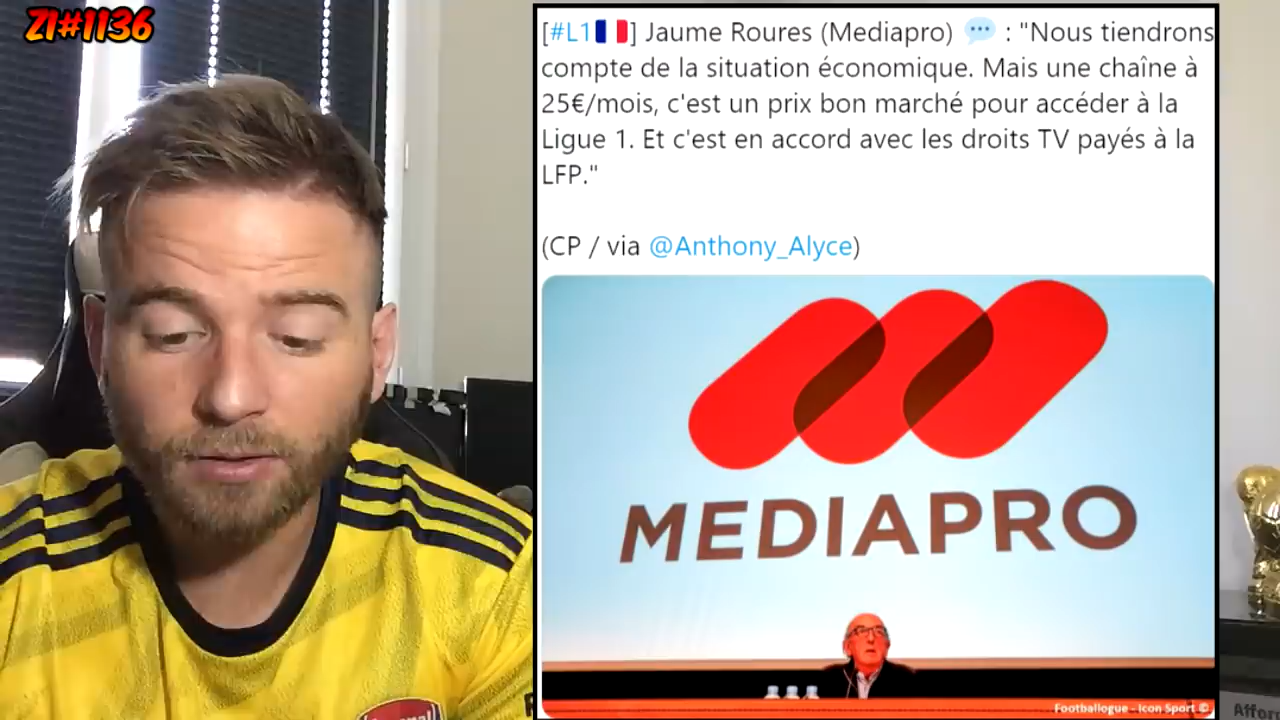 ZI#1136
[#L1🇫🇷] Jaume Roures (Mediapro) 💬 : "Nous tiendrons
compte de la situation économique. Mais une chaîne à
25€/mois, c'est un prix bon marché pour accéder à la
Ligue 1. Et c'est en accord avec les droits TV payés à la
LFP."
(CP / via @Anthony_Alyce)
MEDIAPRO
Footballogue - Icon Sport ©
Arsenal